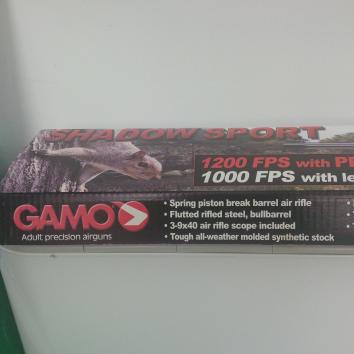 SHADOW SPORT
1200 FPS with
1000 FPS with
GAMO
Adult precision airguns
• Spring piston break barrel air rifle
• Flutted rifled steel, bullbarrel
• 3-9x40 air rifle scope included
• Tough all-weather molded synthetic stock